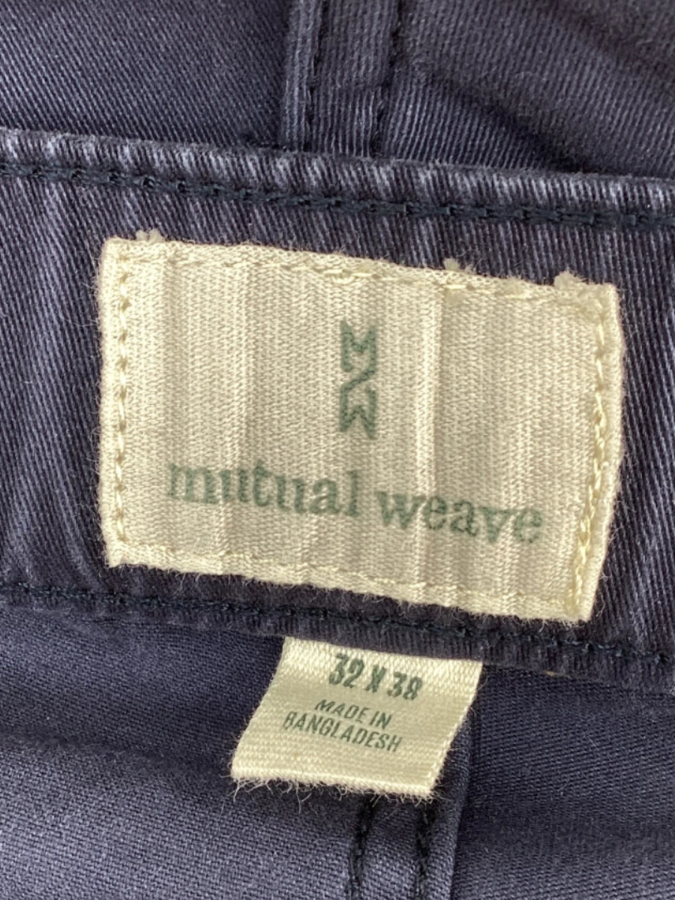 mutual weave
32 X 38
MADE IN
BANGLADESH